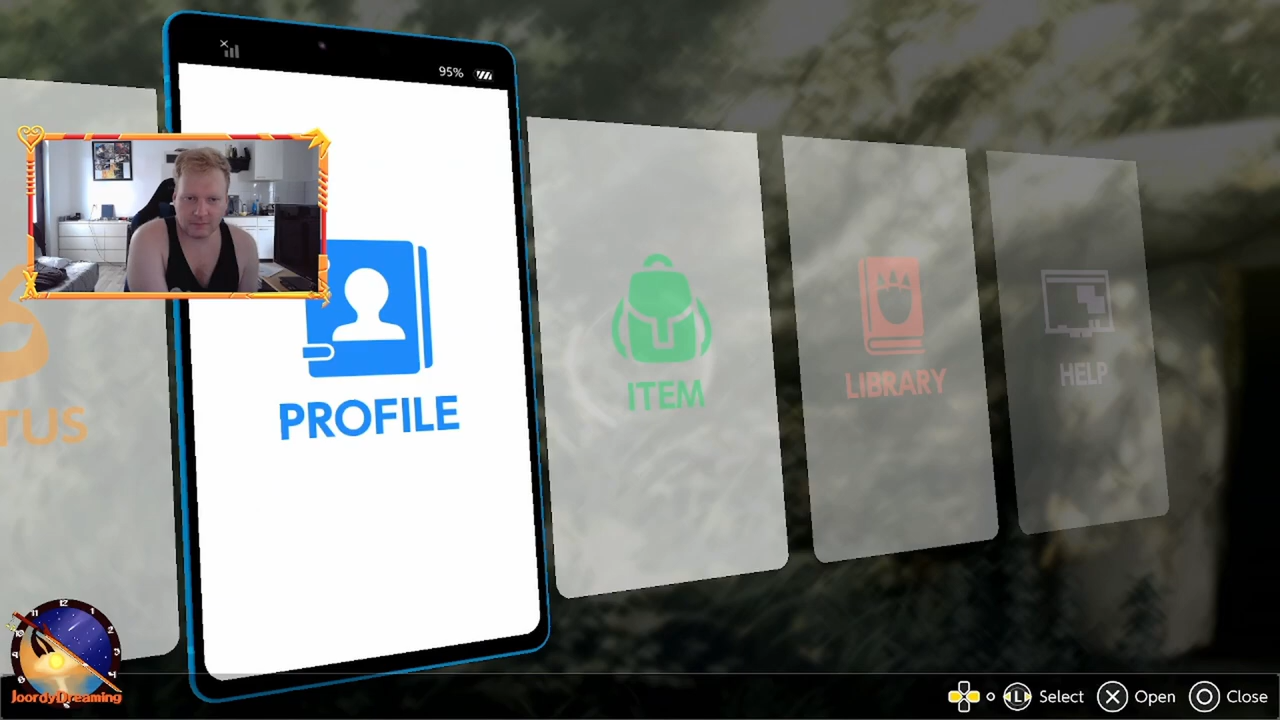 95%
TUS
PROFILE
ITEM
LIBRARY
HELP
JoordyDreaming
L Select Open Close